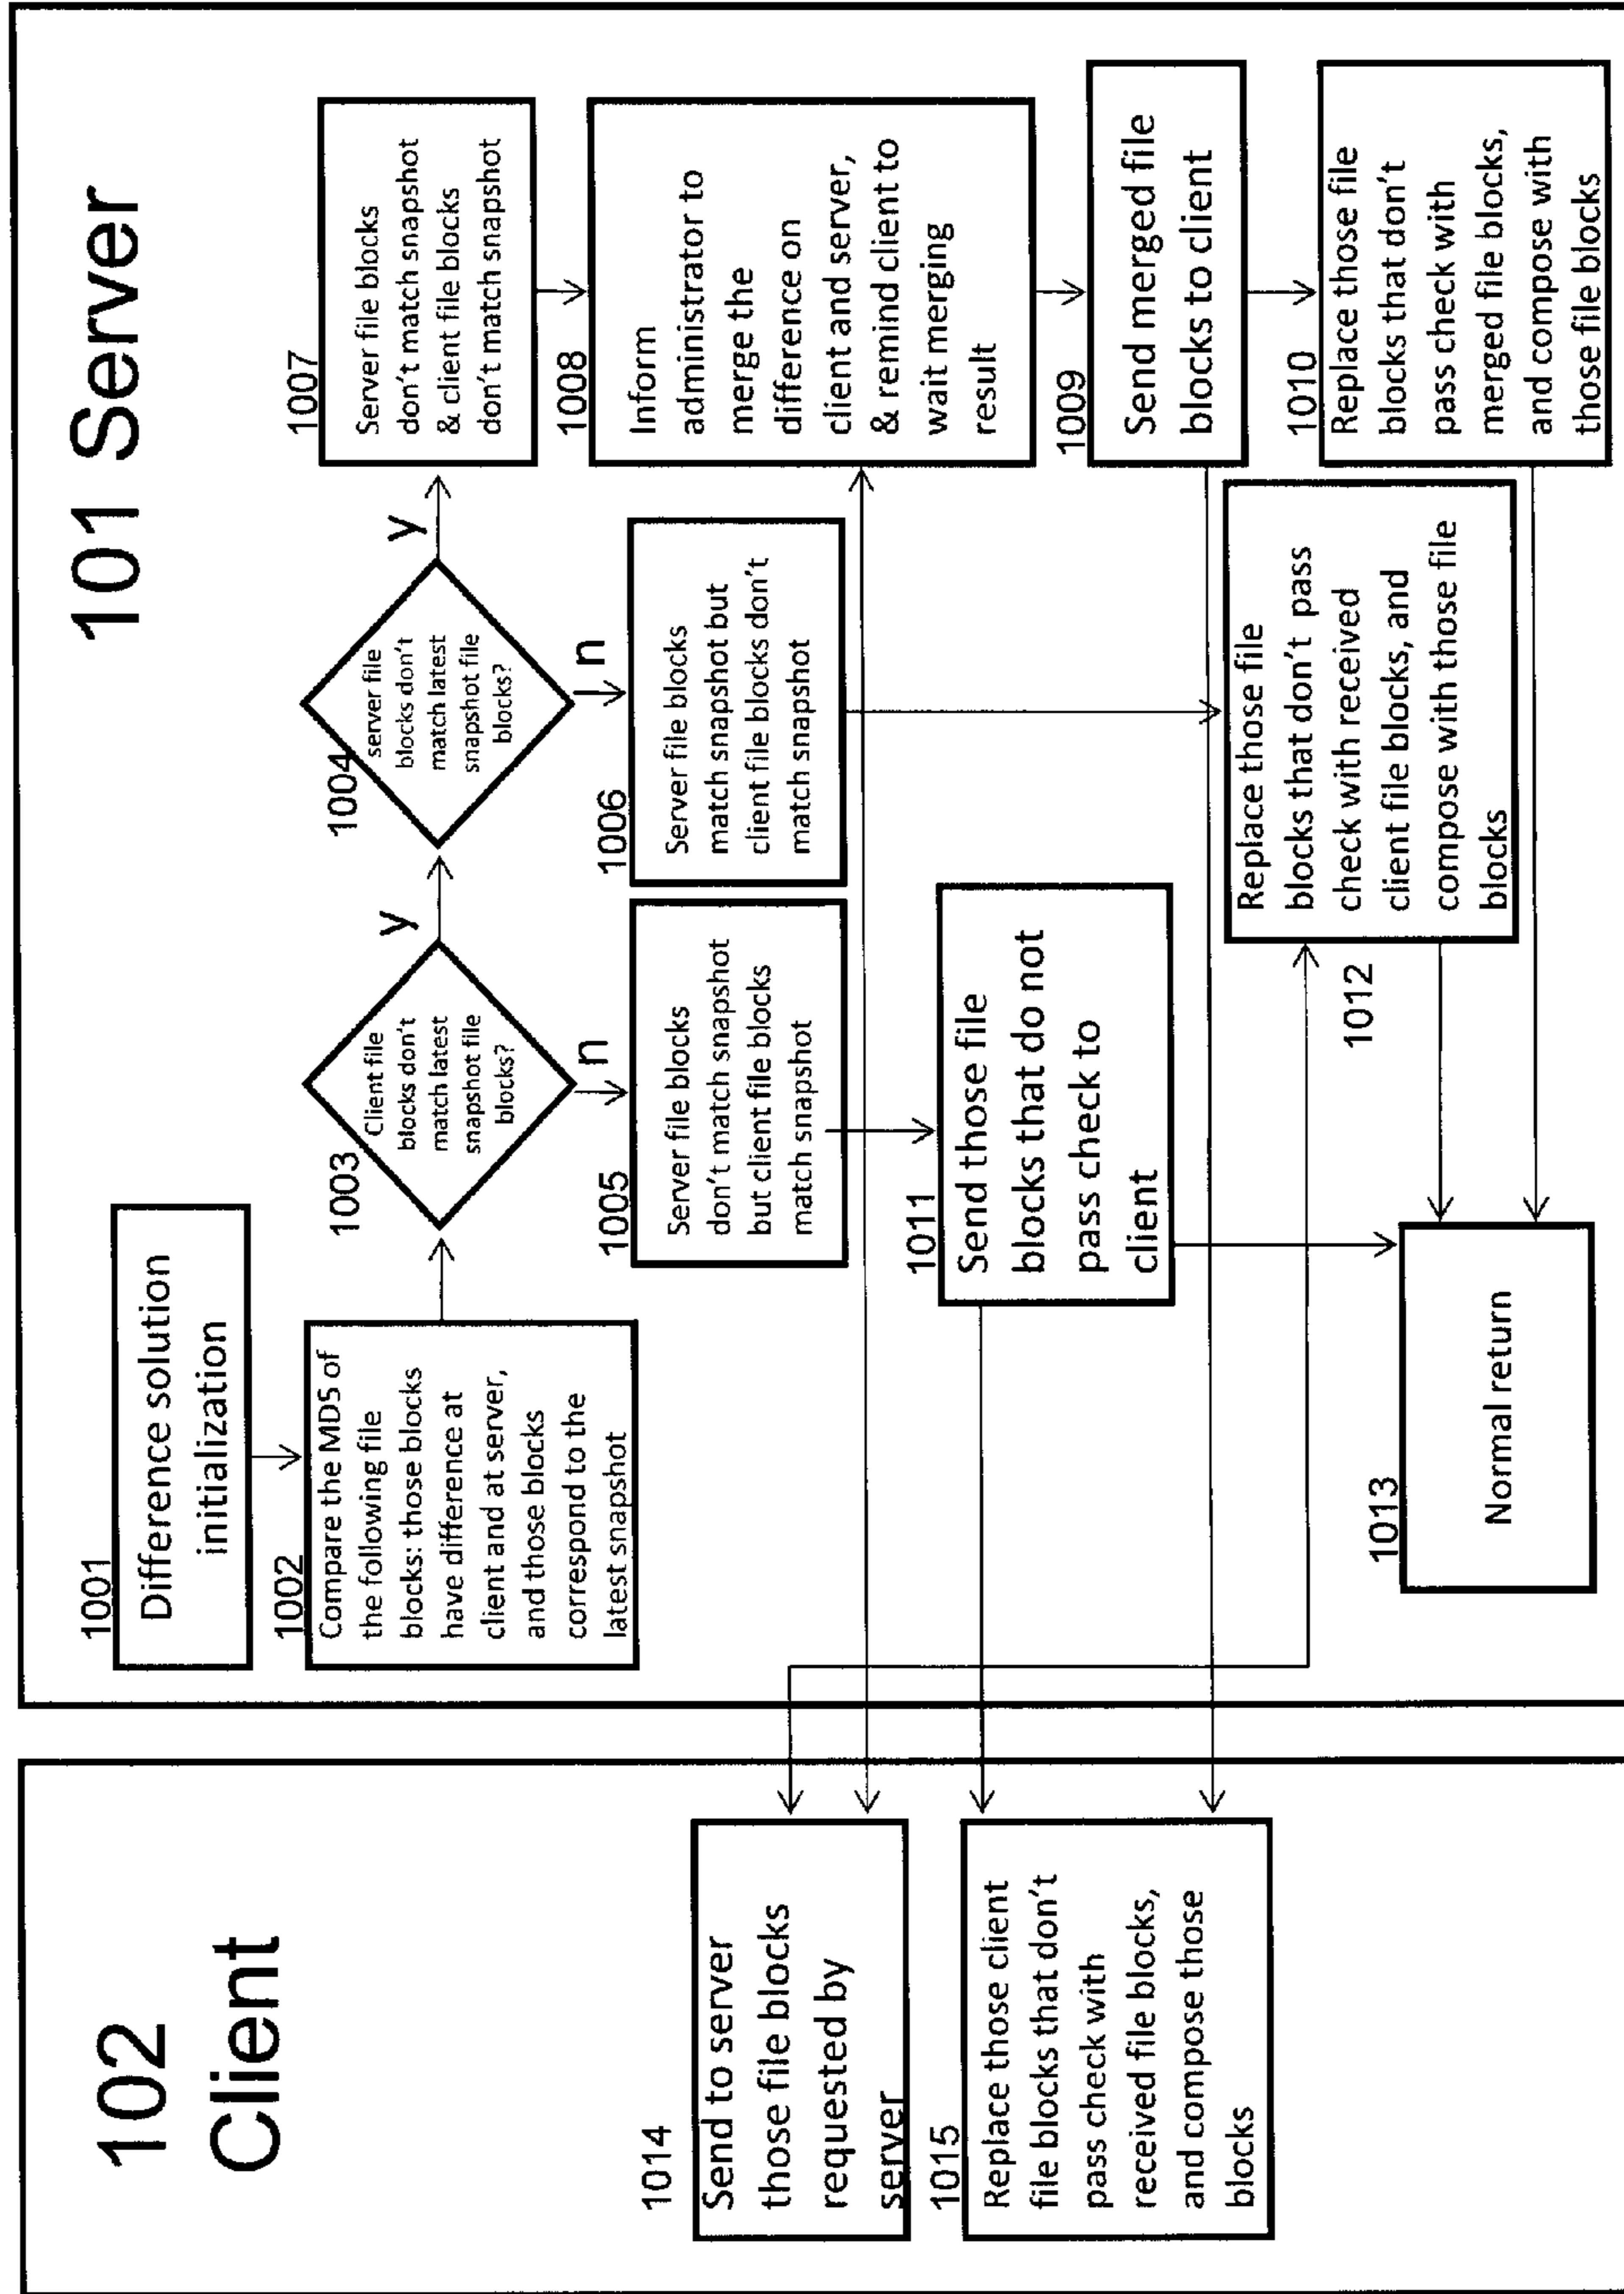 102
Client
1014
Send to server
those file blocks
requested by
server
1015
Replace those client
file blocks that don't
pass check with
received file blocks,
and compose those
blocks
101 Server
1001
Difference solution
initialization
1002
Compare the MD5 of
the following file
blocks: those blocks
have difference at
client and at server,
and those blocks
correspond to the
latest snapshot
1003
Client file
blocks don't
match latest
snapshot file
blocks?
y
n
1004
server file
blocks don't
match latest
snapshot file
blocks?
y
n
1005
Server file blocks
don't match snapshot
but client file blocks
match snapshot
1006
Server file blocks
match snapshot but
client file blocks don't
match snapshot
1007
Server file blocks
don't match snapshot
& client file blocks
don't match snapshot
1008
Inform
administrator to
merge the
difference on
client and server,
& remind client to
wait merging
result
1009
Send merged file
blocks to client
1010
Replace those file
blocks that don't
pass check with
merged file blocks,
and compose with
those file blocks
1011
Send those file
blocks that do not
pass check to
client
1012
Replace those file
blocks that don't pass
check with received
client file blocks, and
compose with those file
blocks
1013
Normal return